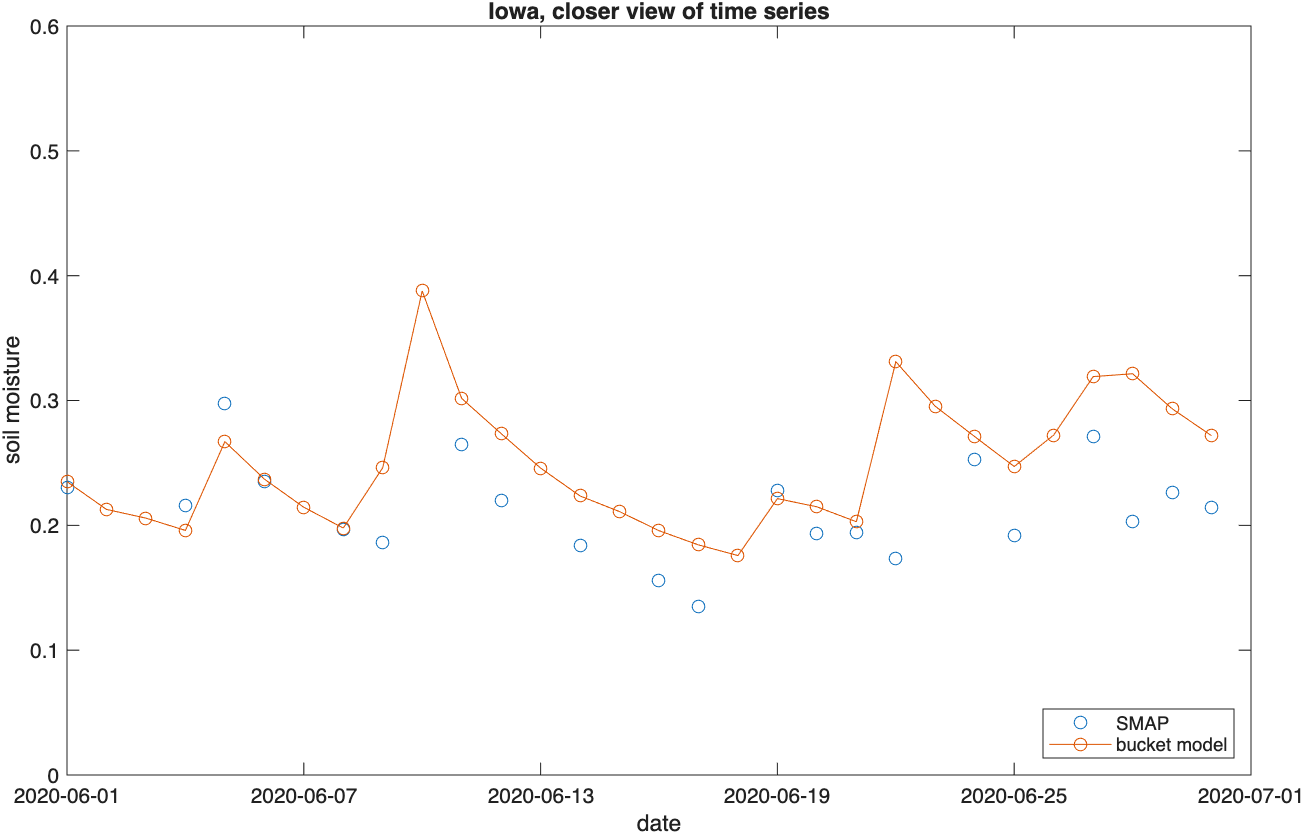 Iowa, closer view of time series
0.6
0.5
0.4
0.3
0.2
0.1
0
soil moisture
SMAP
bucket model
2020-06-01 2020-06-07 2020-06-13 2020-06-19 2020-06-25 2020-07-01
date